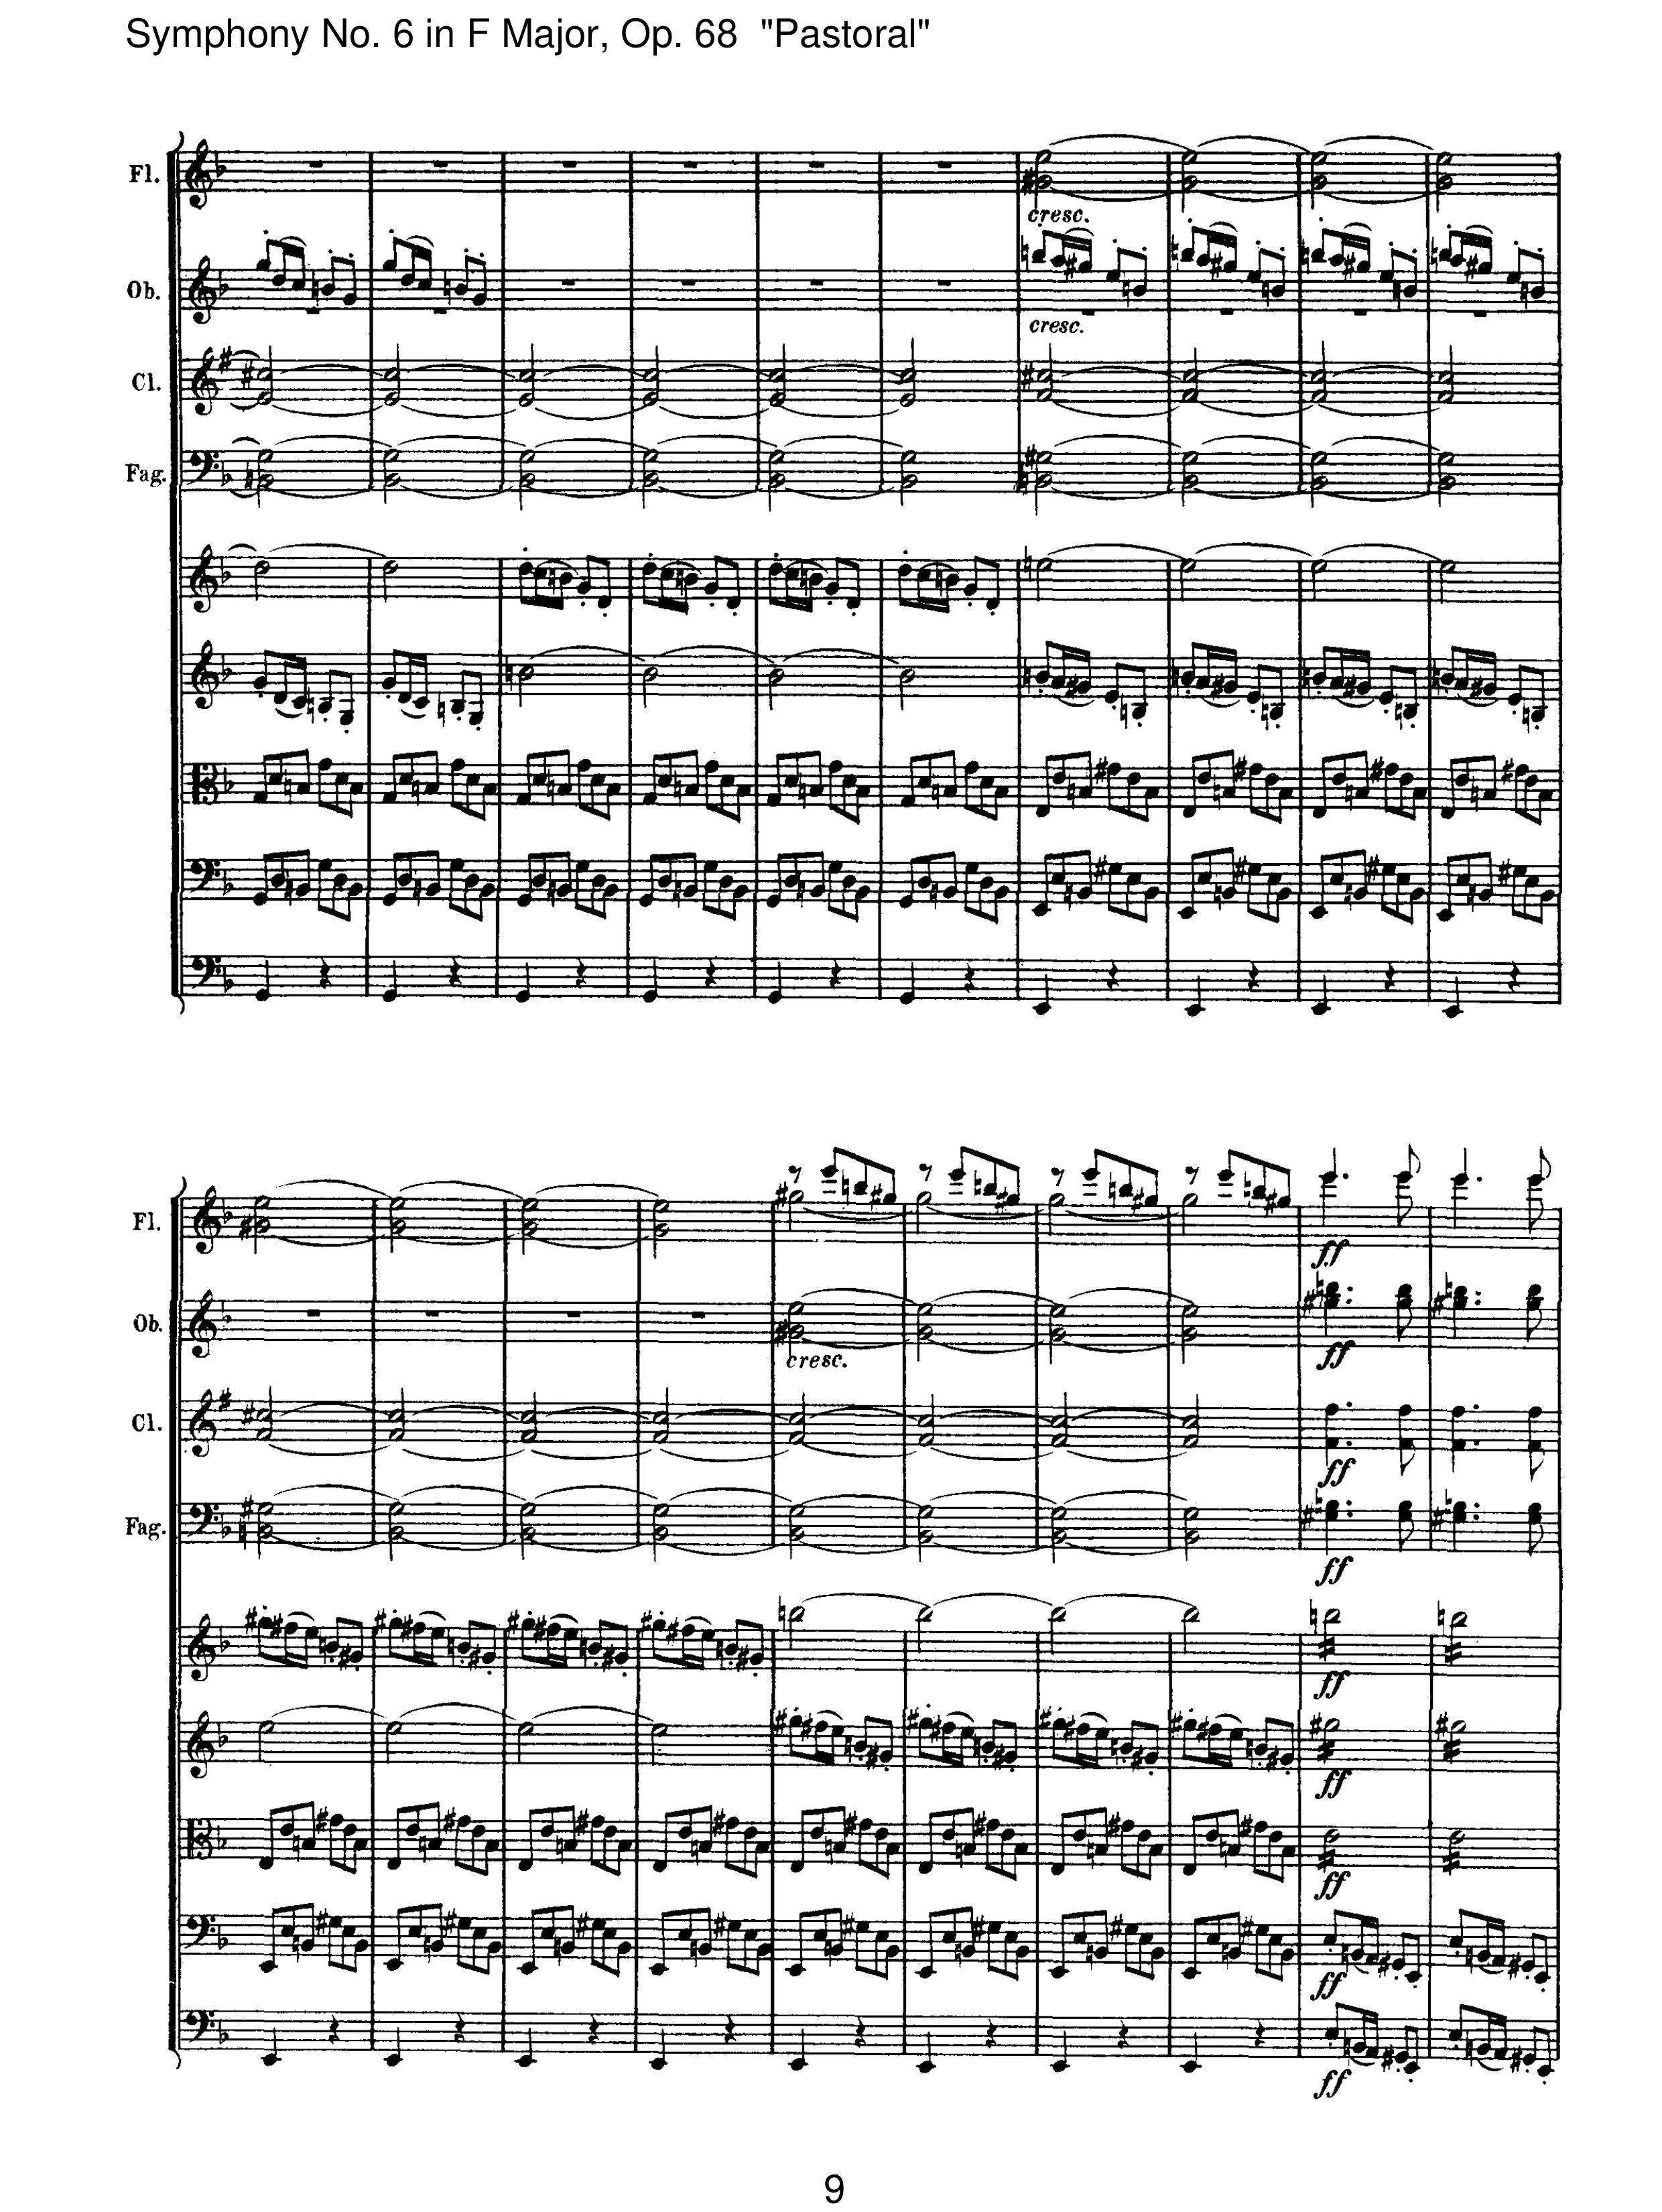 Symphony No. 6 in F Major, Op. 68 "Pastoral"
Fl.
cresc.
Ob.
cresc.
Cl.
Fag.
Fl.
ff
Ob.
cresc.
ff
Cl.
ff
Fag.
ff
ff
ff
ff
ff
ff
9